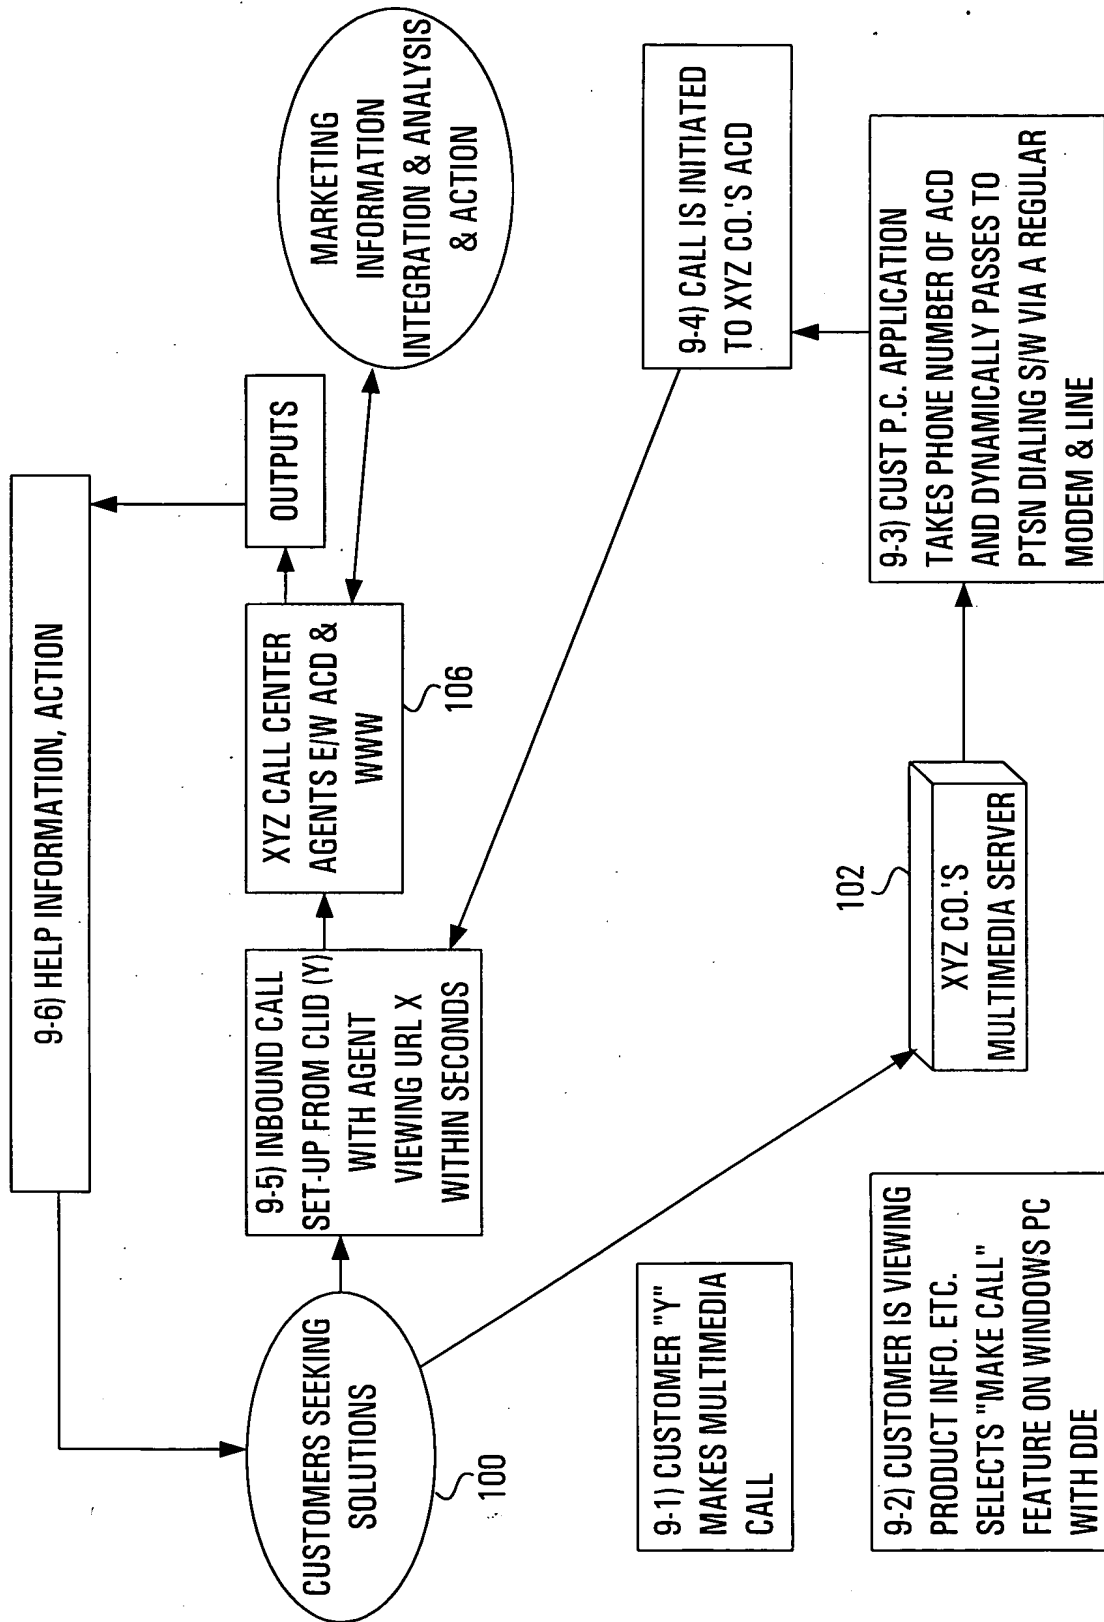 9-6) HELP INFORMATION, ACTION
CUSTOMERS SEEKING
SOLUTIONS
100
9-5) INBOUND CALL
SET-UP FROM CLID (Y)
WITH AGENT
VIEWING URL X
WITHIN SECONDS
XYZ CALL CENTER
AGENTS E/W ACD &
WWW
106
OUTPUTS
MARKETING
INFORMATION
INTEGRATION & ANALYSIS
& ACTION
9-1) CUSTOMER "Y"
MAKES MULTIMEDIA
CALL
9-4) CALL IS INITIATED
TO XYZ CO.'S ACD
9-2) CUSTOMER IS VIEWING
PRODUCT INFO. ETC.
SELECTS "MAKE CALL"
FEATURE ON WINDOWS PC
WITH DDE
102
XYZ CO.'S
MULTIMEDIA SERVER
9-3) CUST P.C. APPLICATION
TAKES PHONE NUMBER OF ACD
AND DYNAMICALLY PASSES TO
PTSN DIALING S/W VIA A REGULAR
MODEM & LINE